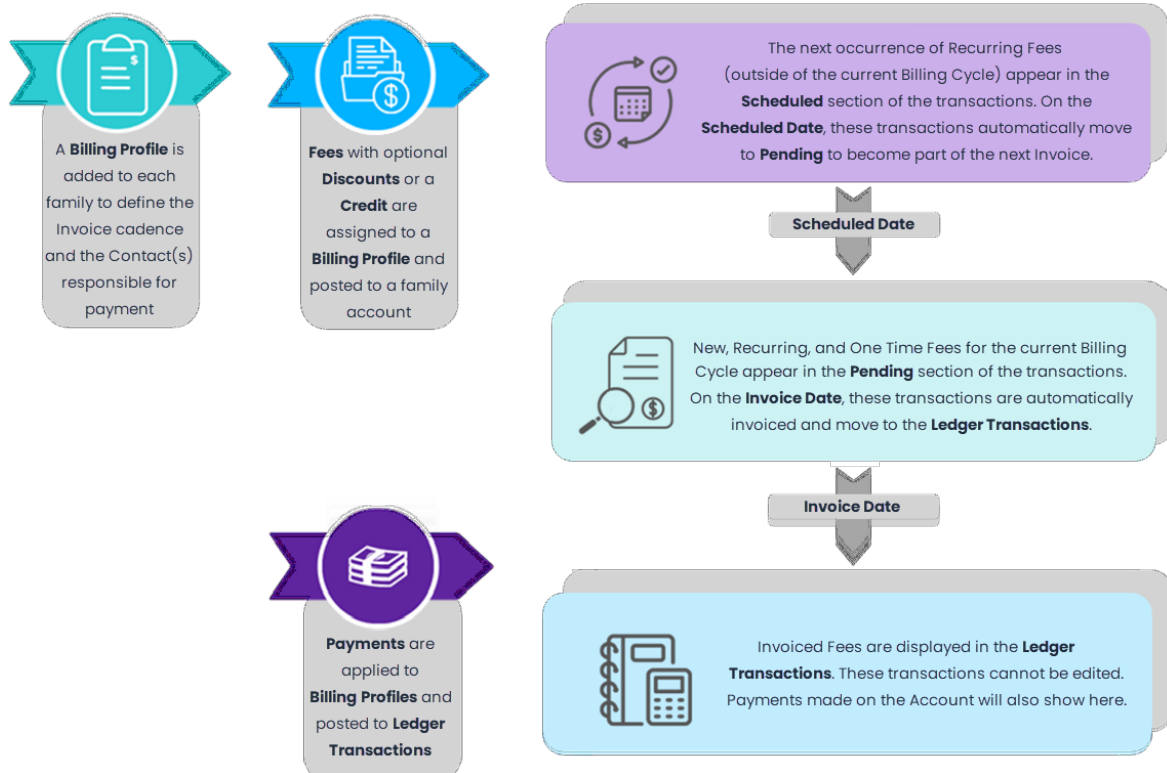 A Billing Profile is
added to each
family to define the
Invoice cadence
and the Contact(s)
responsible for
payment
Fees with optional
Discounts or a
Credit are
assigned to a
Billing Profile and
posted to a family
account
The next occurrence of Recurring Fees
(outside of the current Billing Cycle) appear in the
Scheduled section of the transactions. On the
Scheduled Date, these transactions automatically move
to Pending to become part of the next Invoice.
Scheduled Date
New, Recurring, and One Time Fees for the current Billing
Cycle appear in the Pending section of the transactions.
On the Invoice Date, these transactions are automatically
invoiced and move to the Ledger Transactions.
Invoice Date
Payments are
applied to
Billing Profiles and
posted to Ledger
Transactions
Invoiced Fees are displayed in the Ledger
Transactions. These transactions cannot be edited.
Payments made on the Account will also show here.